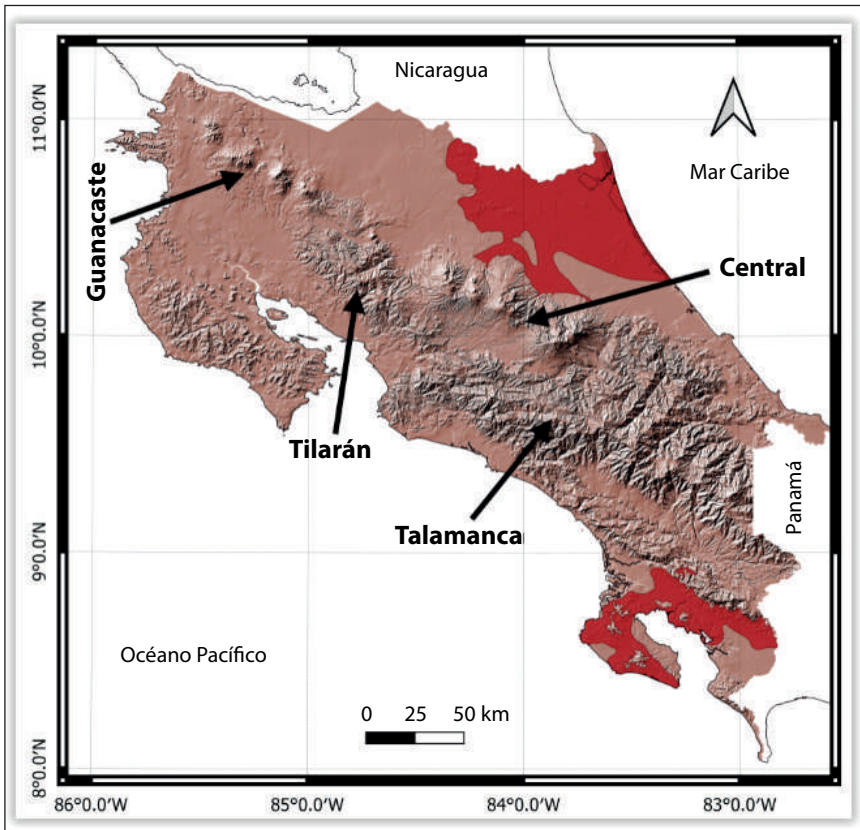 Nicaragua
11°0.0'N
Mar Caribe
Guanacaste
Central
10°0.0'N
Tilarán
Panamá
Talamanca
9°0.0'N
Océano Pacífico
0 25 50 km
8°0.0'N
86°0.0'W 85°0.0'W 84°0.0'W 83°0.0'W